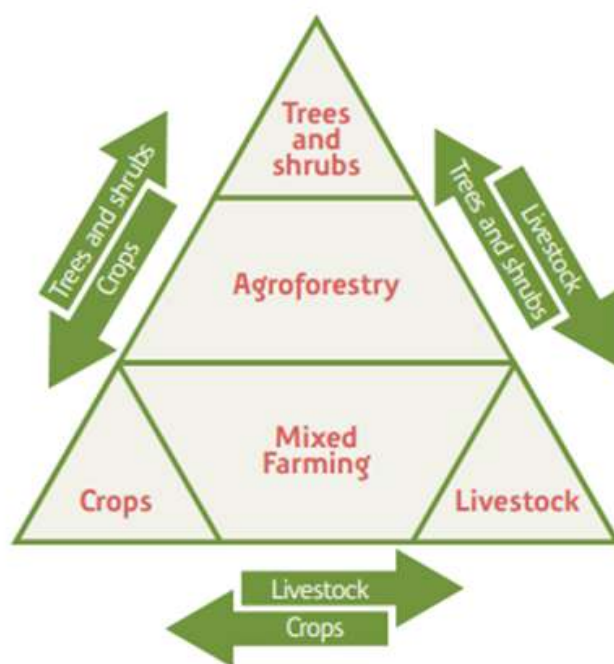 Trees
and
shrubs
Trees and shrubs
Crops
Livestock
Trees and shrubs
Agroforestry
Mixed
Farming
Crops
Livestock
Livestock
Crops